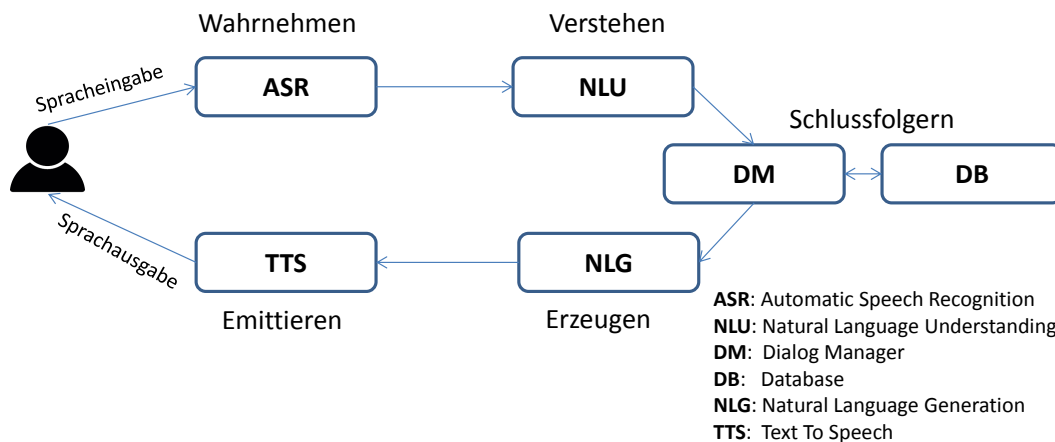 Wahrnehmen
Verstehen
Spracheingabe
ASR
NLU
Schlussfolgern
DM
DB
Sprachausgabe
TTS
NLG
Emittieren
Erzeugen
ASR: Automatic Speech Recognition
NLU: Natural Language Understanding
DM: Dialog Manager
DB: Database
NLG: Natural Language Generation
TTS: Text To Speech